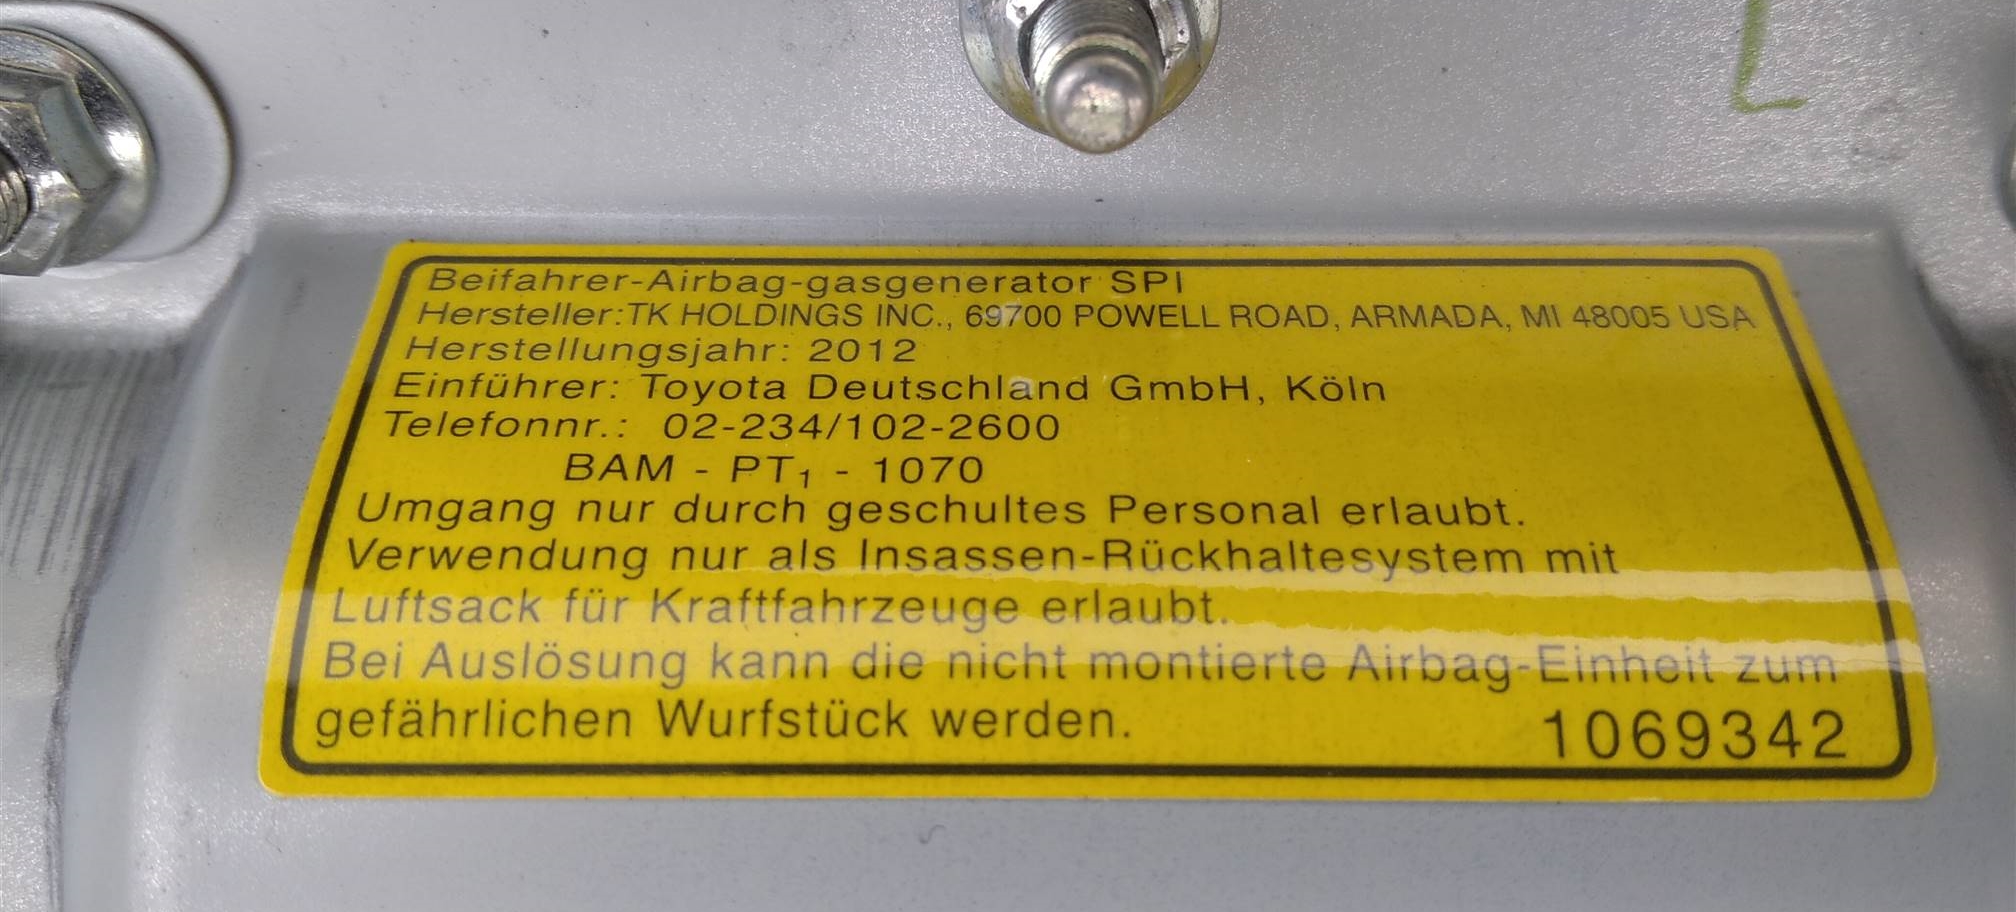 Beifahrer-Airbag-gasgenerator SPI
Hersteller:TK HOLDINGS INC., 69700 POWELL ROAD, ARMADA, MI 48005 USA
Herstellungsjahr: 2012
Einführer: Toyota Deutschland GmbH, Köln
Telefonnr.: 02-234/102-2600
BAM - PT₁ - 1070
Umgang nur durch geschultes Personal erlaubt.
Verwendung nur als Insassen-Rückhaltesystem mit
Luftsack für Kraftfahrzeuge erlaubt.
Bei Auslösung kann die nicht montierte Airbag-Einheit zum
gefährlichen Wurfstück werden.
1069342